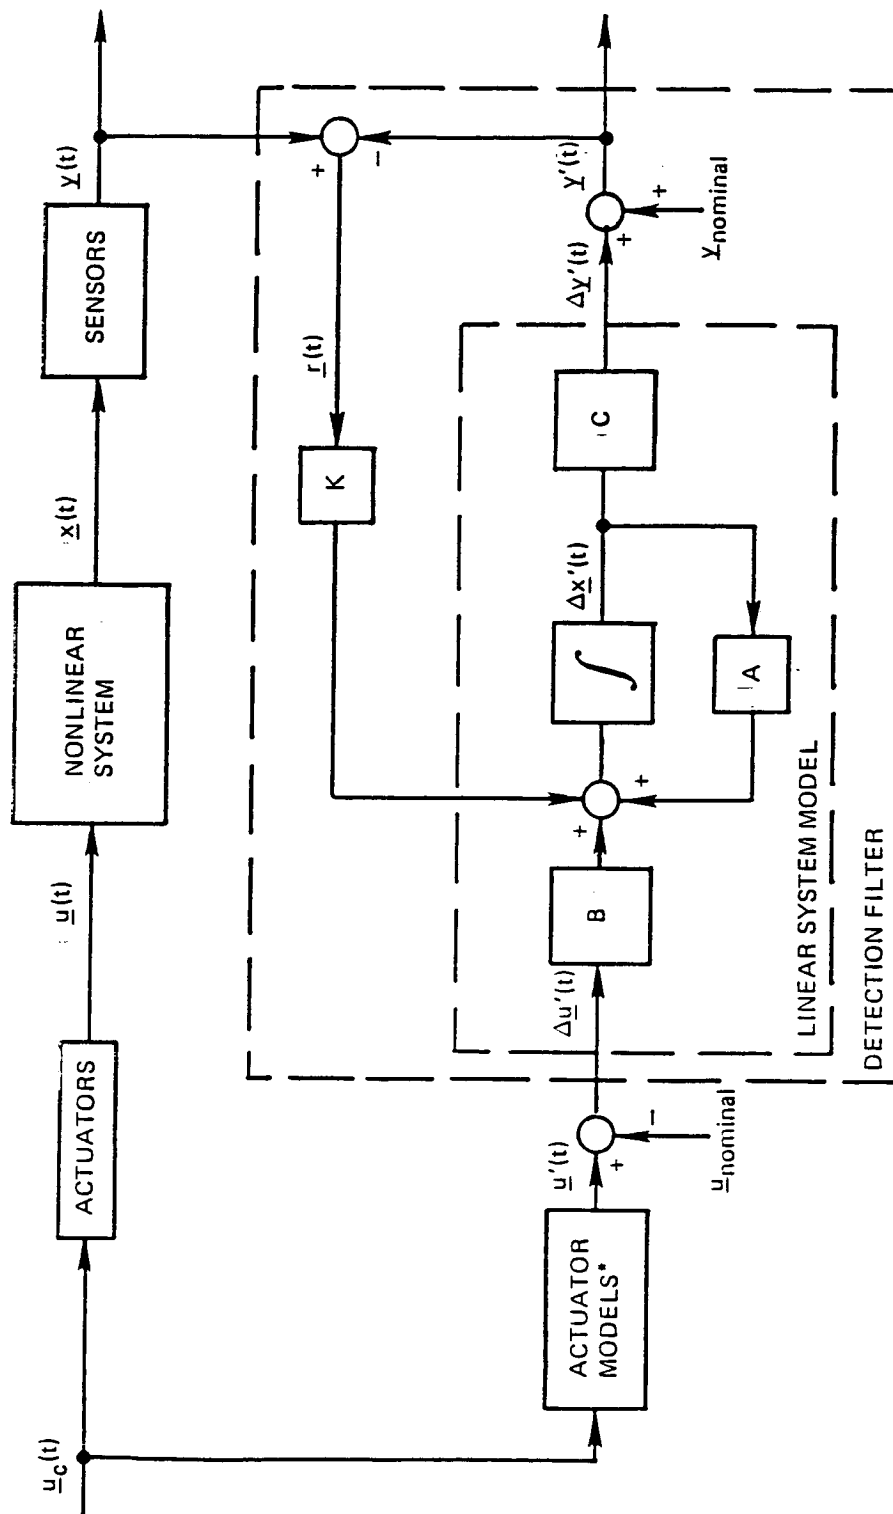 u_c(t)
ACTUATORS
u(t)
NONLINEAR
SYSTEM
x(t)
SENSORS
y(t)
+
−
r(t)
K
ACTUATOR
MODELS*
u'(t)
+
−
u_nominal
Δu'(t)
B
+
+
∫
Δx'(t)
A
C
Δy'(t)
+
+
y_nominal
y'(t)
LINEAR SYSTEM MODEL
DETECTION FILTER